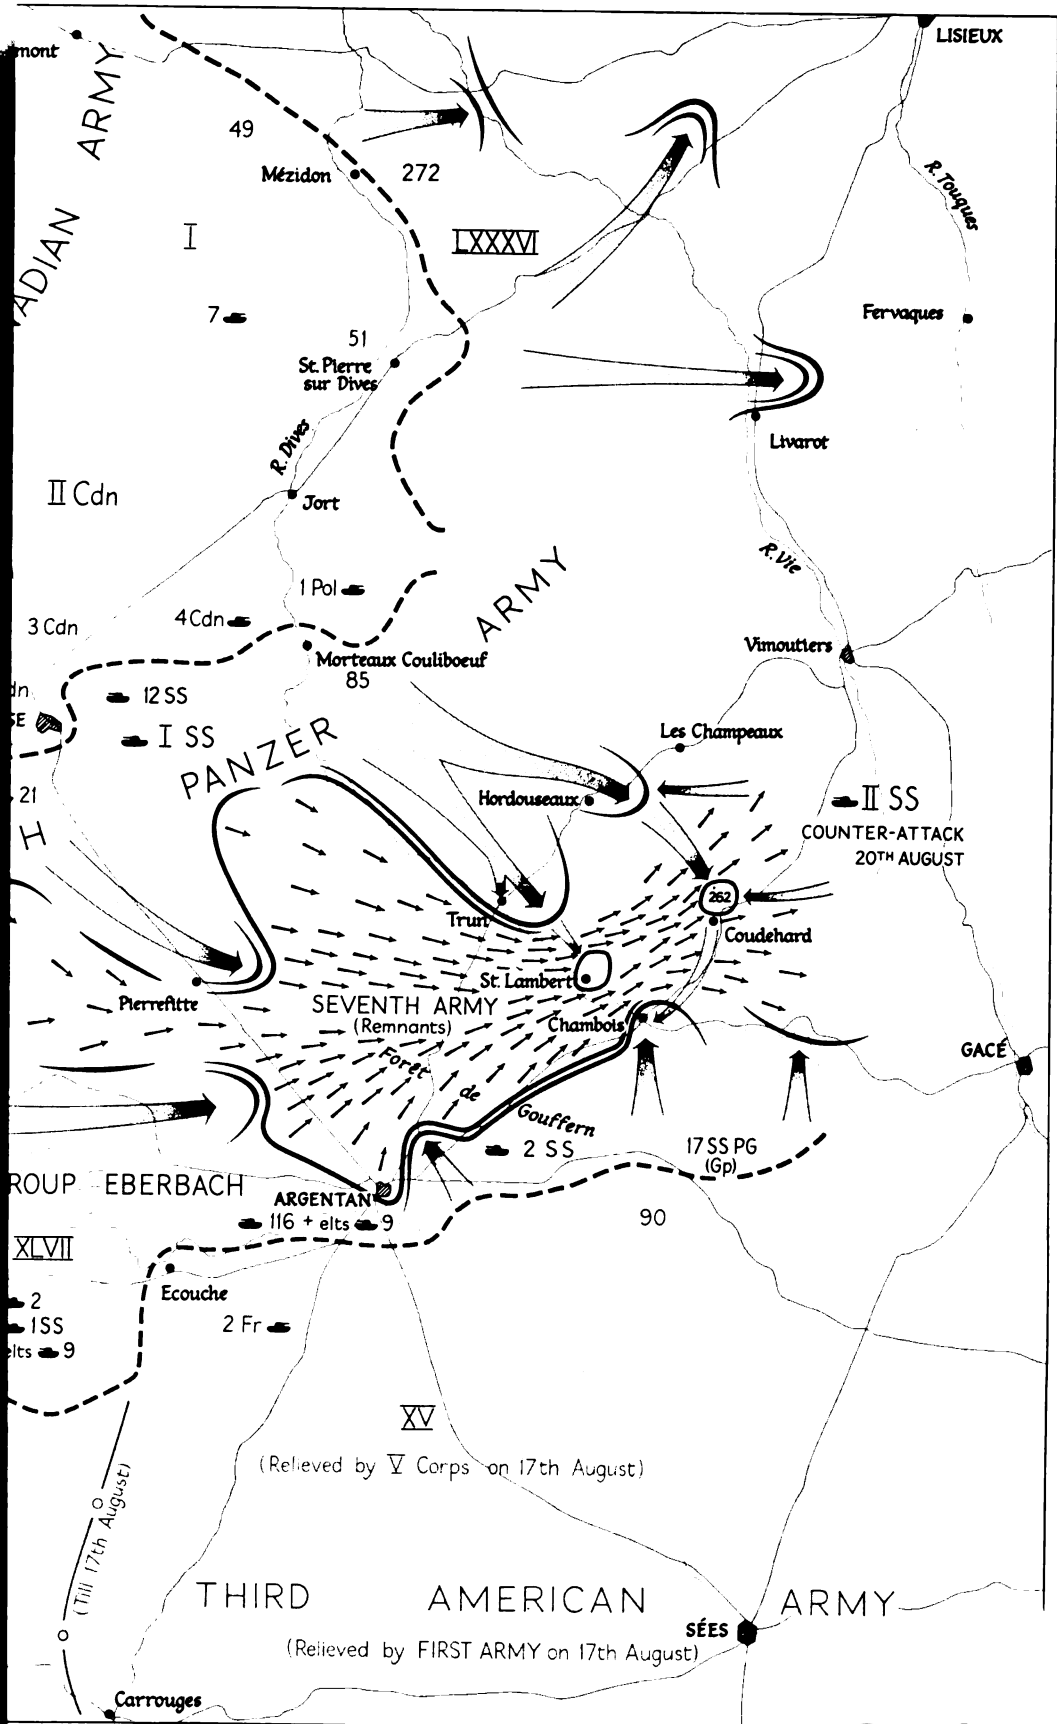 LISIEUX
mont
ADIAN ARMY
49
Mézidon
272
R. Touques
I
LXXXVI
7
Fervaques
51
St. Pierre
sur Dives
R. Dives
Livarot
II Cdn
Jort
R. Vie
1 Pol
ARMY
4 Cdn
3 Cdn
Vimoutiers
Morteaux Couliboeuf
85
dn
12 SS
SE
I SS
Les Champeaux
PANZER
21
Hordouseaux
II SS
H
COUNTER-ATTACK
20TH AUGUST
262
Trun
Coudehard
St. Lambert
Pierrefitte
SEVENTH ARMY
(Remnants)
Chambois
GACÉ
Foret
de
Gouffern
2 SS
17 SS PG
(Gp)
ROUP EBERBACH
ARGENTAN
116 + elts 9
90
XLVII
Ecouche
2
1SS
2 Fr
elts 9
XV
(Relieved by V Corps on 17th August)
(Till 17th August)
THIRD AMERICAN ARMY
SÉES
(Relieved by FIRST ARMY on 17th August)
Carrouges